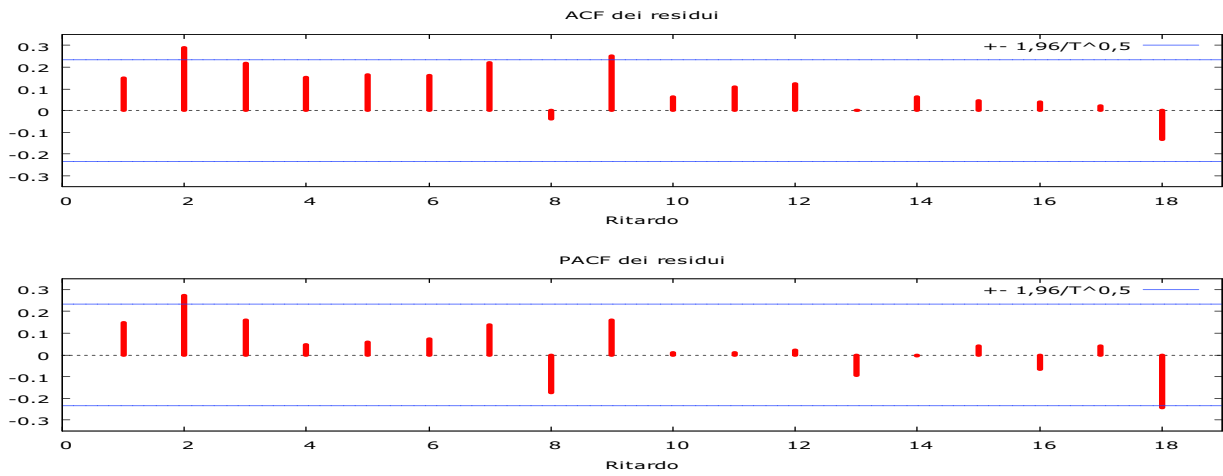 ACF dei residui
+- 1,96/T^0,5
0.3
0.2
0.1
0
-0.1
-0.2
-0.3
0 2 4 6 8 10 12 14 16 18
Ritardo
PACF dei residui
+- 1,96/T^0,5
0.3
0.2
0.1
0
-0.1
-0.2
-0.3
0 2 4 6 8 10 12 14 16 18
Ritardo